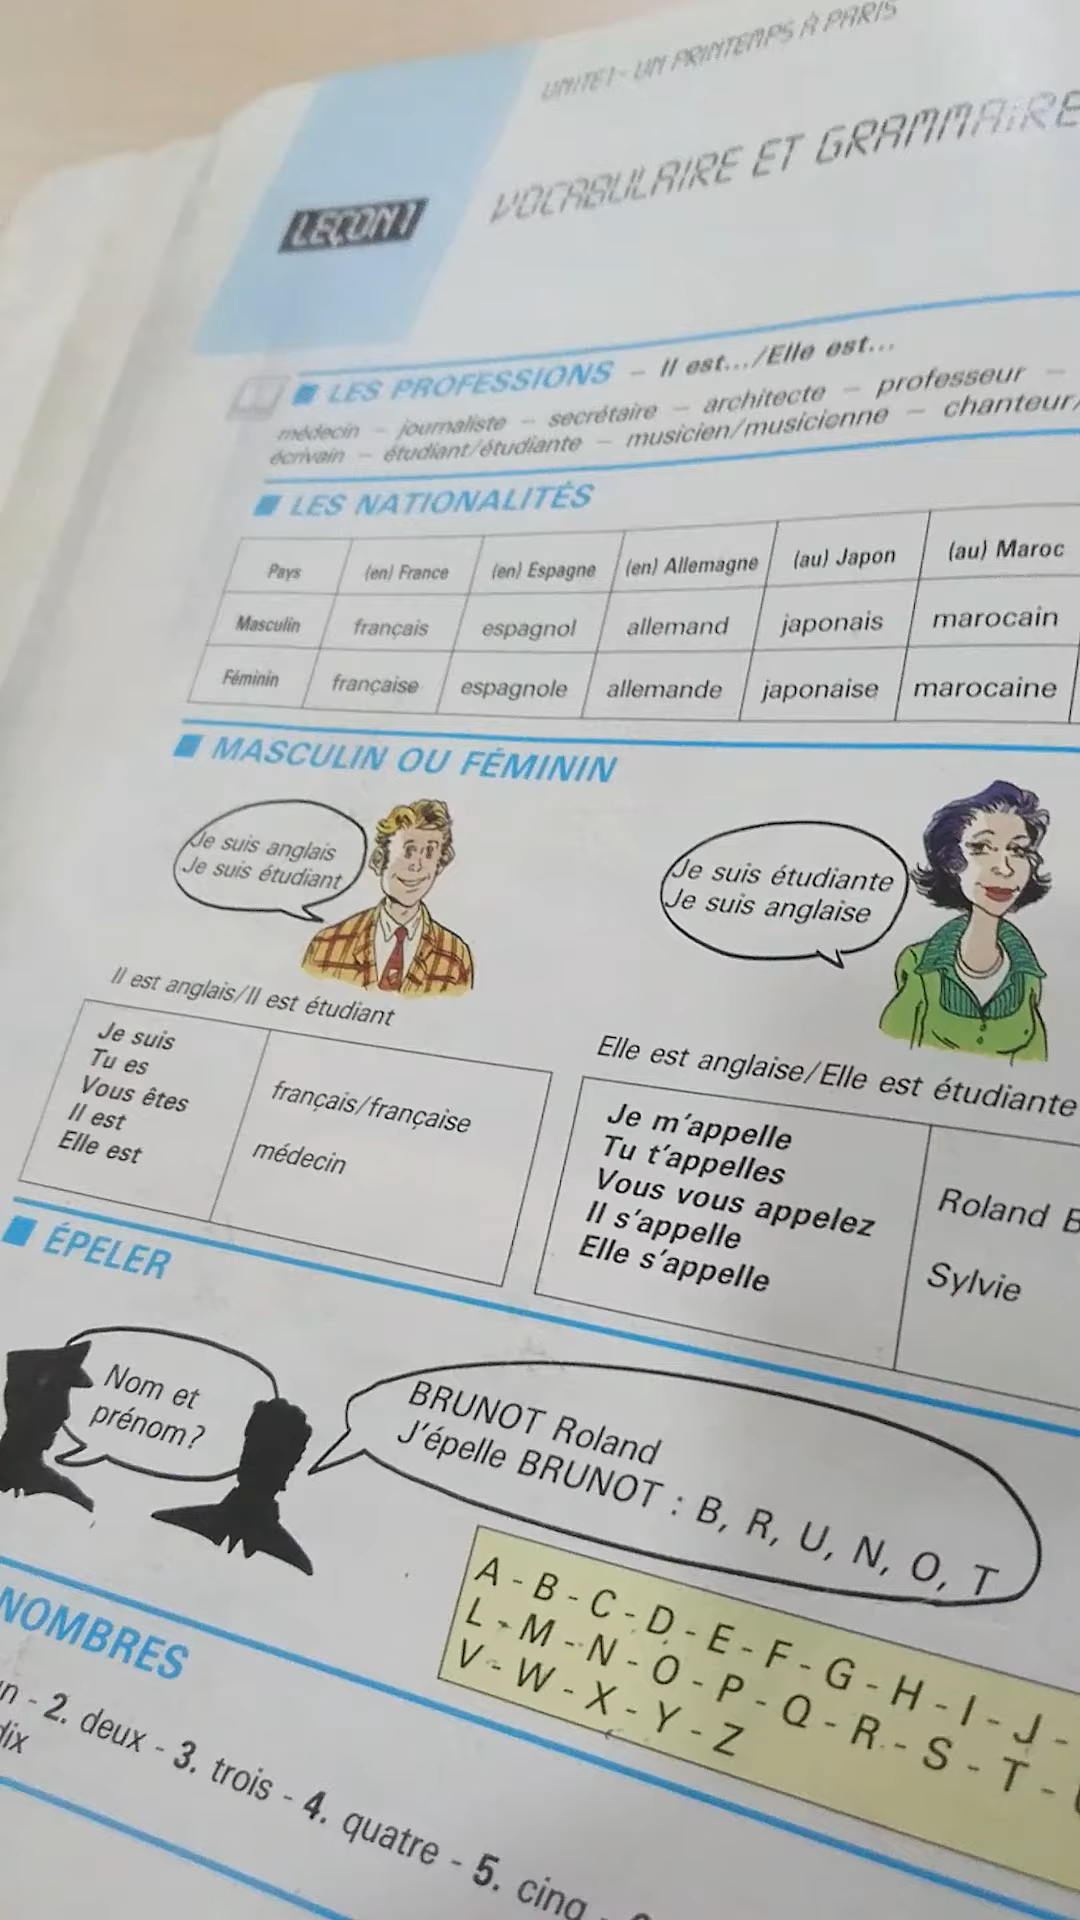 UNITE 1 - UN PRINTEMPS À PARIS
LEÇON 1
VOCABULAIRE ET GRAMMAIRE
■ LES PROFESSIONS – Il est.../Elle est...
médecin – journaliste – secrétaire – architecte – professeur –
écrivain – étudiant/étudiante – musicien/musicienne – chanteur/
■ LES NATIONALITÉS
Pays (en) France (en) Espagne (en) Allemagne (au) Japon (au) Maroc
Masculin français espagnol allemand japonais marocain
Féminin française espagnole allemande japonaise marocaine
■ MASCULIN OU FÉMININ
Je suis anglais
Je suis étudiant
Je suis étudiante
Je suis anglaise
Il est anglais/Il est étudiant
Elle est anglaise/Elle est étudiante
Je suis
Tu es
Vous êtes
Il est
Elle est
français/française
médecin
Je m'appelle
Tu t'appelles
Vous vous appelez
Il s'appelle
Elle s'appelle
Roland
Sylvie
■ ÉPELER
Nom et
prénom?
BRUNOT Roland
J'épelle BRUNOT : B, R, U, N, O, T
A - B - C - D - E - F - G - H - I - J -
L - M - N - O - P - Q - R - S - T -
V - W - X - Y - Z
NOMBRES
- 2. deux - 3. trois - 4. quatre - 5. cinq -
dix